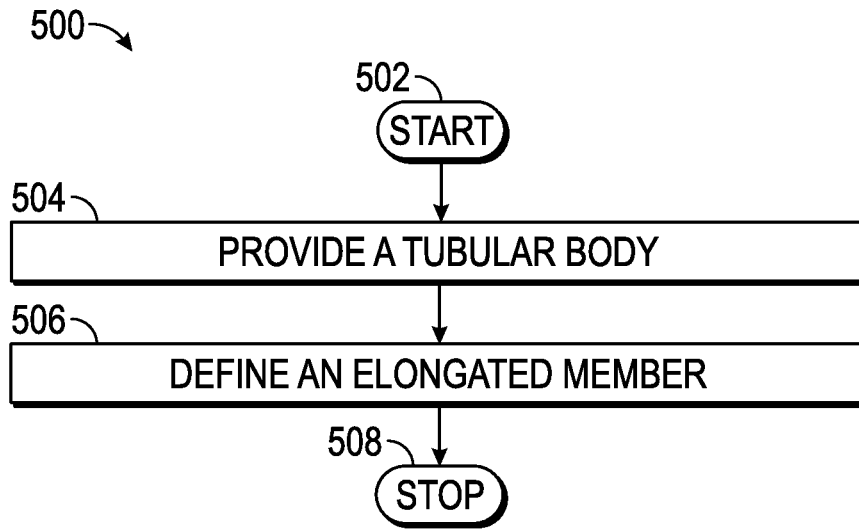 500
502
START
504
PROVIDE A TUBULAR BODY
506
DEFINE AN ELONGATED MEMBER
508
STOP